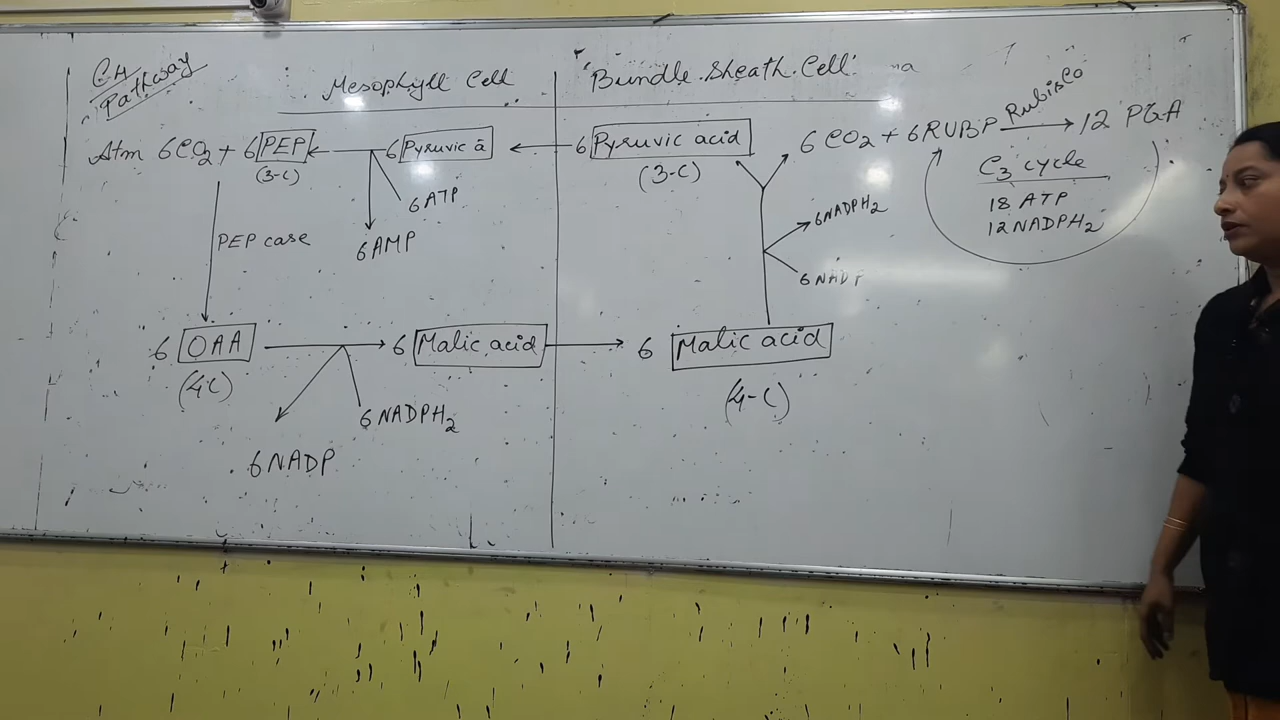 C4 Pathway
Mesophyll Cell
Bundle Sheath Cell
Atm 6CO2 + 6 PEP
(3-C)
6 Pyruvic a
6 ATP
6 AMP
PEP case
6 OAA
(4C)
6 Malic acid
6 NADPH2
6 NADP
6 Pyruvic acid
(3-C)
6 CO2 + 6 RUBP
Rubisco
12 PGA
C3 cycle
18 ATP
12 NADPH2
6 NADPH2
6 NADP
6 Malic acid
(4-C)